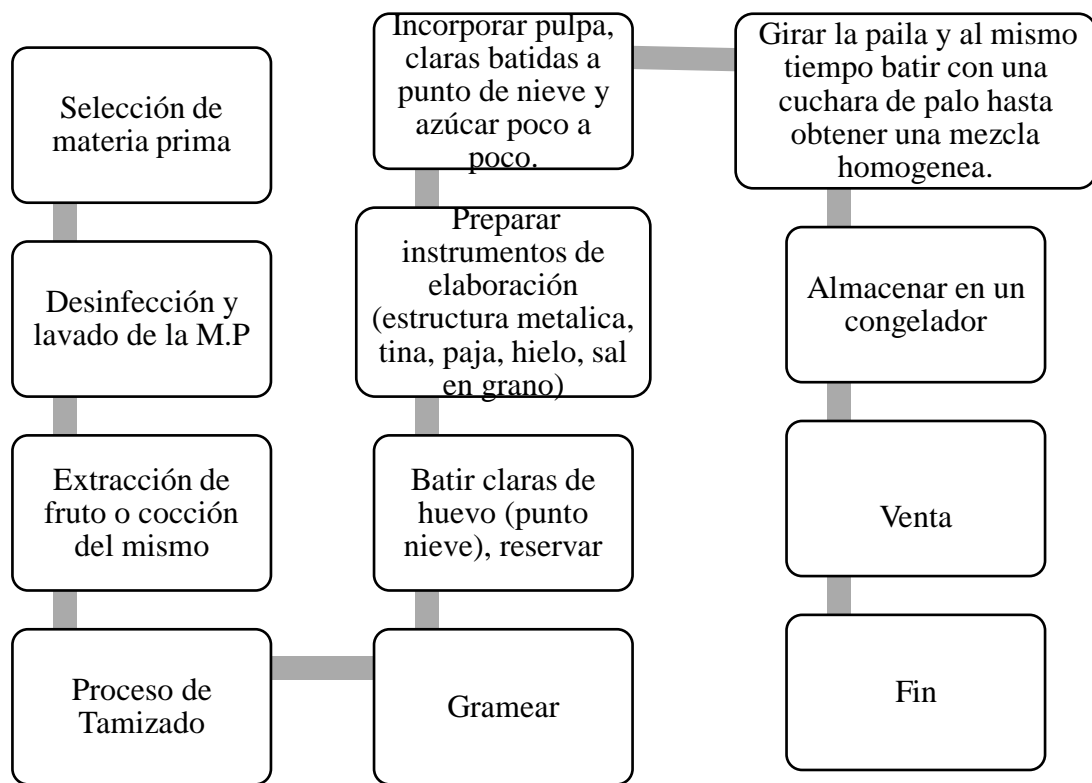 Selección de
materia prima
Desinfección y
lavado de la M.P
Extracción de
fruto o cocción
del mismo
Proceso de
Tamizado
Gramear
Batir claras de
huevo (punto
nieve), reservar
Preparar
instrumentos de
elaboración
(estructura metalica,
tina, paja, hielo, sal
en grano)
Incorporar pulpa,
claras batidas a
punto de nieve y
azúcar poco a
poco.
Girar la paila y al mismo
tiempo batir con una
cuchara de palo hasta
obtener una mezcla
homogenea.
Almacenar en un
congelador
Venta
Fin